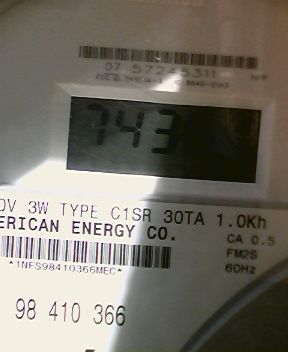 07 57245311
743
0V 3W TYPE C1SR 30TA 1.0Kh
ERICAN ENERGY CO.
CA 0.5
FM2S
*1NFS98410366MEC*
60Hz
98 410 366